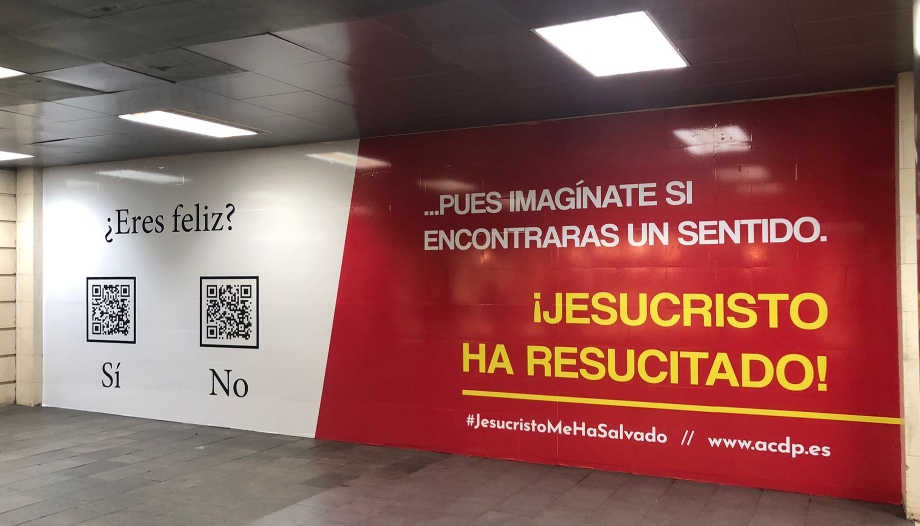 ¿Eres feliz?
Sí
No
...PUES IMAGÍNATE SI
ENCONTRARAS UN SENTIDO.
¡JESUCRISTO
HA RESUCITADO!
#JesucristoMeHaSalvado // www.acdp.es